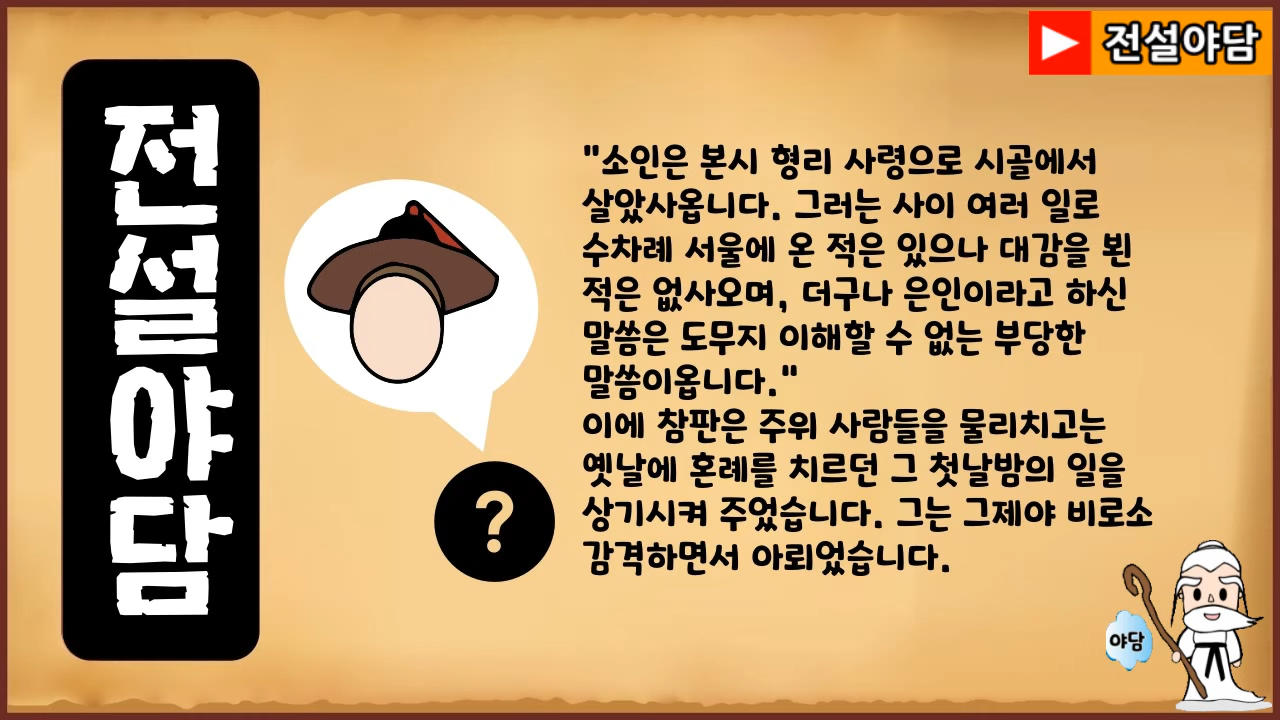 전설야담
전설야담
"소인은 본시 형리 사령으로 시골에서
살았사옵니다. 그러는 사이 여러 일로
수차례 서울에 온 적은 있으나 대감을 뵌
적은 없사오며, 더구나 은인이라고 하신
말씀은 도무지 이해할 수 없는 부당한
말씀이옵니다."
이에 참판은 주위 사람들을 물리치고는
옛날에 혼례를 치르던 그 첫날밤의 일을
상기시켜 주었습니다. 그는 그제야 비로소
감격하면서 아뢰었습니다.
?
야담